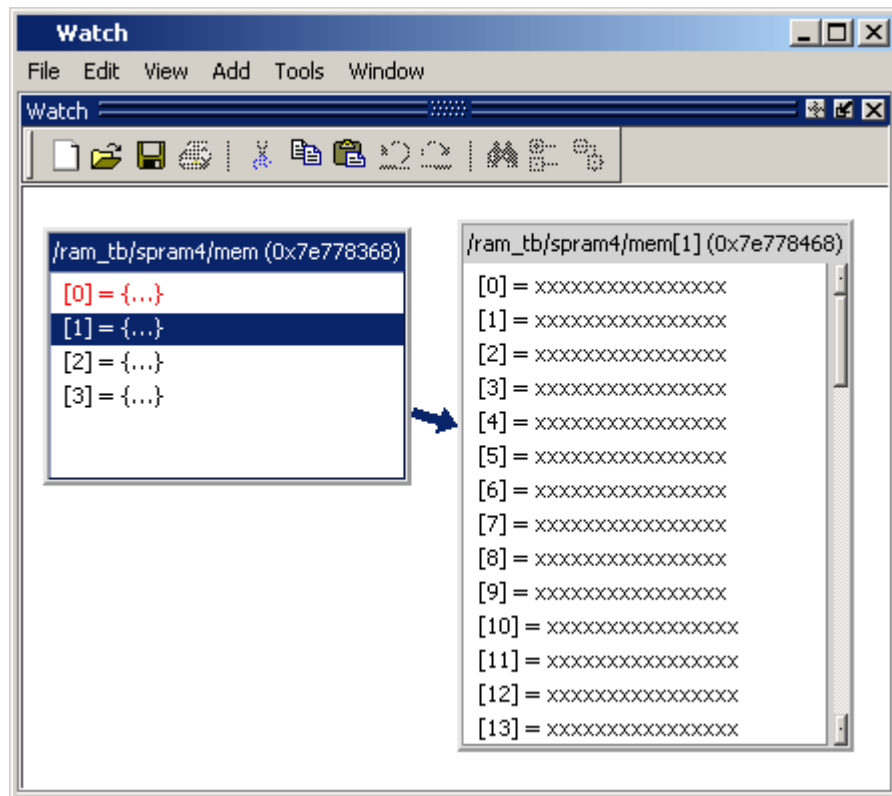 Watch
File Edit View Add Tools Window
Watch
/ram_tb/spram4/mem (0x7e778368)
[0] = {...}
[1] = {...}
[2] = {...}
[3] = {...}
/ram_tb/spram4/mem[1] (0x7e778468)
[0] = xxxxxxxxxxxxxxxx
[1] = xxxxxxxxxxxxxxxx
[2] = xxxxxxxxxxxxxxxx
[3] = xxxxxxxxxxxxxxxx
[4] = xxxxxxxxxxxxxxxx
[5] = xxxxxxxxxxxxxxxx
[6] = xxxxxxxxxxxxxxxx
[7] = xxxxxxxxxxxxxxxx
[8] = xxxxxxxxxxxxxxxx
[9] = xxxxxxxxxxxxxxxx
[10] = xxxxxxxxxxxxxxxx
[11] = xxxxxxxxxxxxxxxx
[12] = xxxxxxxxxxxxxxxx
[13] = xxxxxxxxxxxxxxxx